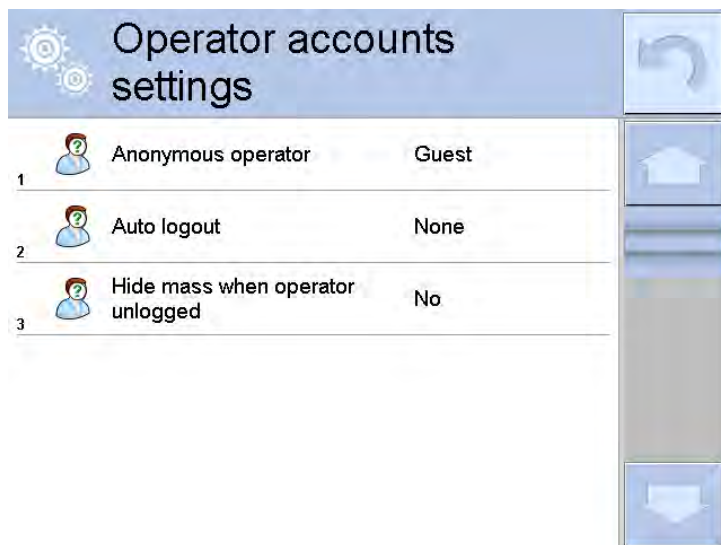 Operator accounts
settings
Anonymous operator Guest
1
Auto logout None
2
Hide mass when operator
unlogged No
3